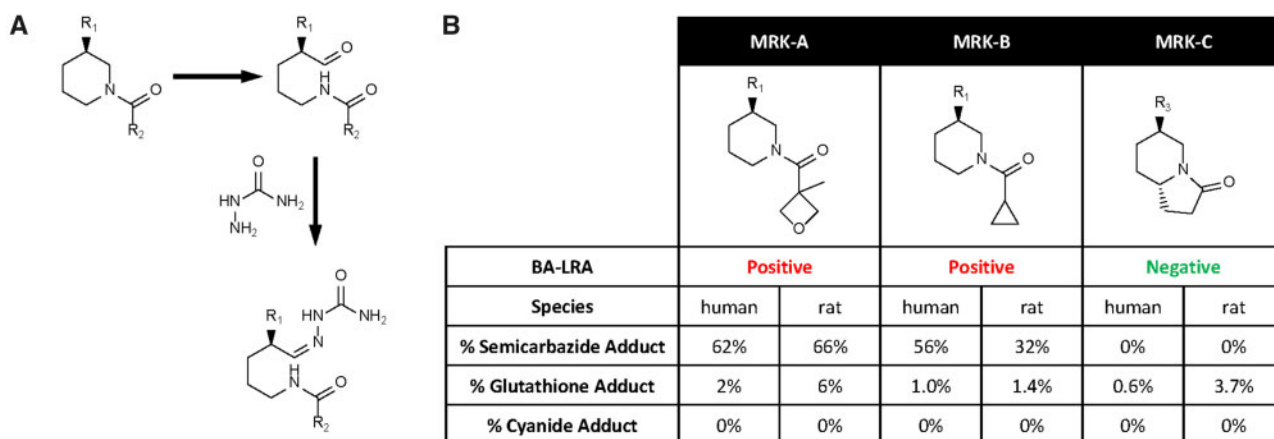 A
R1
N
O
R2
R1
O
H
N
O
R2
O
HN
NH2
NH2
O
HN
NH2
R1
N
H
N
O
R2
B
MRK-A MRK-B MRK-C
R1
N
O
O
R1
N
O
R3
N
O
BA-LRA Positive Positive Negative
Species human rat human rat human rat
% Semicarbazide Adduct 62% 66% 56% 32% 0% 0%
% Glutathione Adduct 2% 6% 1.0% 1.4% 0.6% 3.7%
% Cyanide Adduct 0% 0% 0% 0% 0% 0%